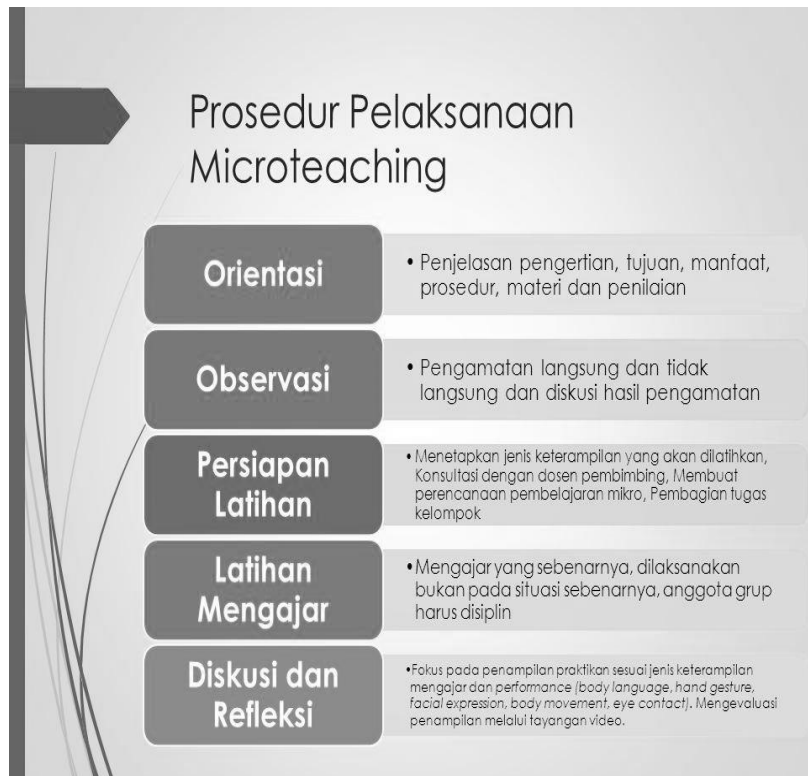 Prosedur Pelaksanaan
Microteaching
Orientasi
• Penjelasan pengertian, tujuan, manfaat,
prosedur, materi dan penilaian
Observasi
• Pengamatan langsung dan tidak
langsung dan diskusi hasil pengamatan
Persiapan
Latihan
• Menetapkan jenis keterampilan yang akan dilatihkan,
Konsultasi dengan dosen pembimbing, Membuat
perencanaan pembelajaran mikro, Pembagian tugas
kelompok
Latihan
Mengajar
• Mengajar yang sebenarnya, dilaksanakan
bukan pada situasi sebenarnya, anggota grup
harus disiplin
Diskusi dan
Refleksi
• Fokus pada penampilan praktikan sesuai jenis keterampilan
mengajar dan performance (body language, hand gesture,
facial expression, body movement, eye contact). Mengevaluasi
penampilan melalui tayangan video.